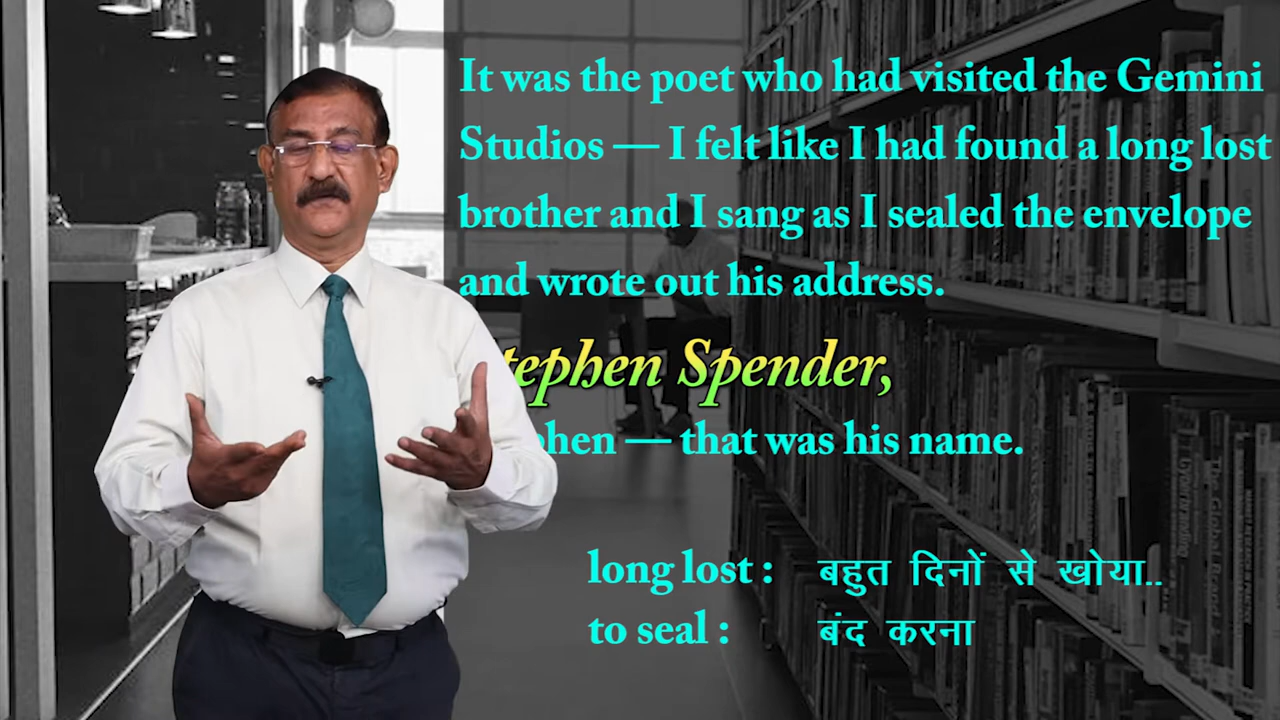 It was the poet who had visited the Gemini
Studios — I felt like I had found a long lost
brother and I sang as I sealed the envelope
and wrote out his address.
Stephen Spender,
— that was his name.
long lost : बहुत दिनों से खोया..
to seal : बंद करना